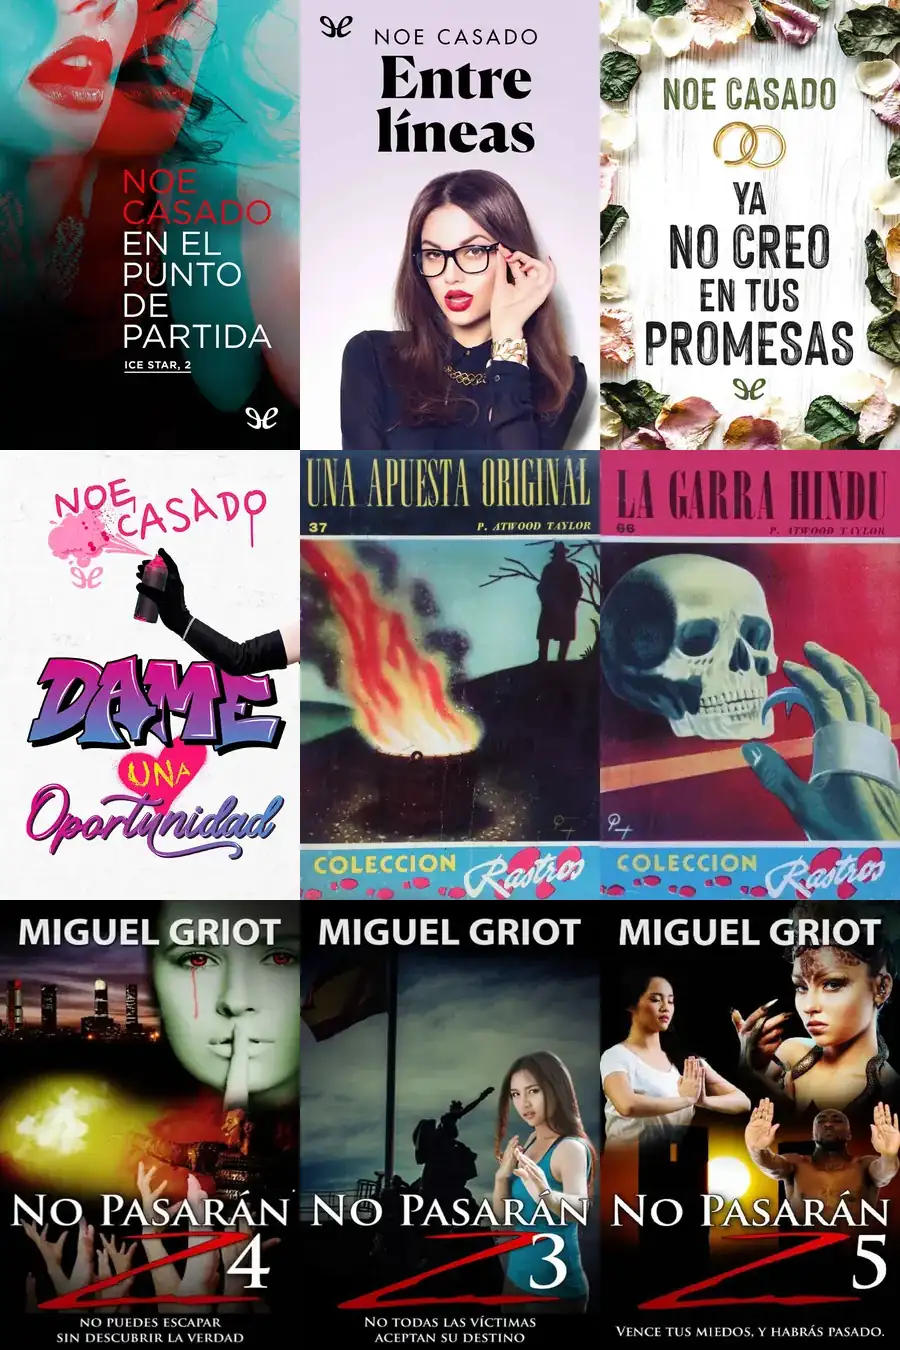 NOE
CASADO
EN EL
PUNTO
DE
PARTIDA
ICE STAR, 2
NOE CASADO
Entre
líneas
NOE CASADO
YA
NO CREO
EN TUS
PROMESAS
NOE
CASADO
DAME
UNA
Oportunidad
UNA APUESTA ORIGINAL
37
P. ATWOOD TAYLOR
COLECCION
Rastros
LA GARRA HINDU
66
P. ATWOOD TAYLOR
COLECCION
Rastros
MIGUEL GRIOT
NO PASARÁN
Z 4
NO PUEDES ESCAPAR
SIN DESCUBRIR LA VERDAD
MIGUEL GRIOT
NO PASARÁN
Z 3
NO TODAS LAS VÍCTIMAS
ACEPTAN SU DESTINO
MIGUEL GRIOT
NO PASARÁN
Z 5
VENCE TUS MIEDOS, Y HABRÁS PASADO.